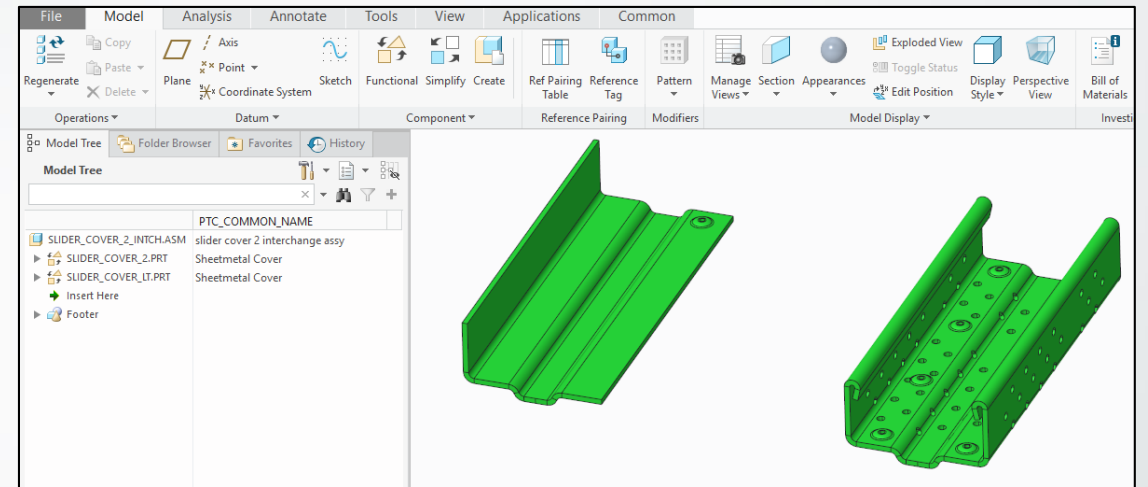 File Model Analysis Annotate Tools View Applications Common
Regenerate
Copy
Paste
Delete
Operations
Plane
Axis
Point
Coordinate System
Sketch
Datum
Functional Simplify Create
Component
Ref Pairing Table
Reference Tag
Reference Pairing
Pattern
Modifiers
Manage Views
Section
Appearances
Exploded View
Toggle Status
Edit Position
Display Style
Perspective View
Model Display
Bill of Materials
Investi
Model Tree Folder Browser Favorites History
Model Tree
PTC_COMMON_NAME
SLIDER_COVER_2_INTCH.ASM slider cover 2 interchange assy
SLIDER_COVER_2.PRT Sheetmetal Cover
SLIDER_COVER_LT.PRT Sheetmetal Cover
Insert Here
Footer